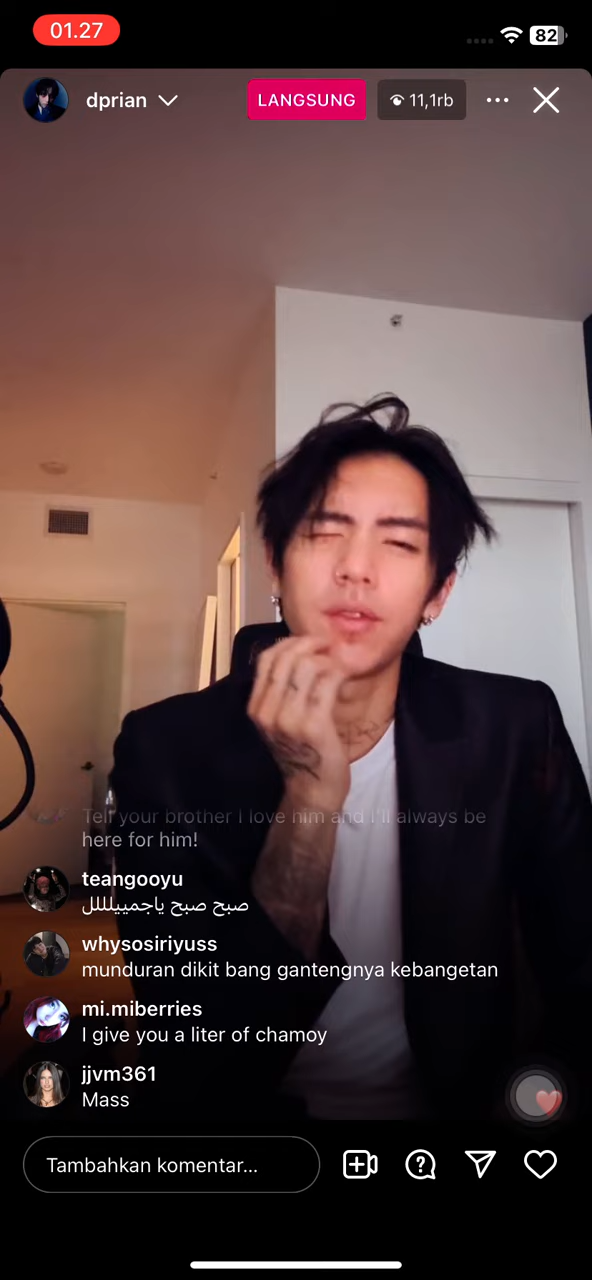 01.27
82
dprian
LANGSUNG
11,1rb
Tell your brother I love him and I'll always be
here for him!
teangooyu
صبح صبح ياجمييلللل
whysosiriyuss
munduran dikit bang gantengnya kebangetan
mi.miberries
I give you a liter of chamoy
jjvm361
Mass
Tambahkan komentar...